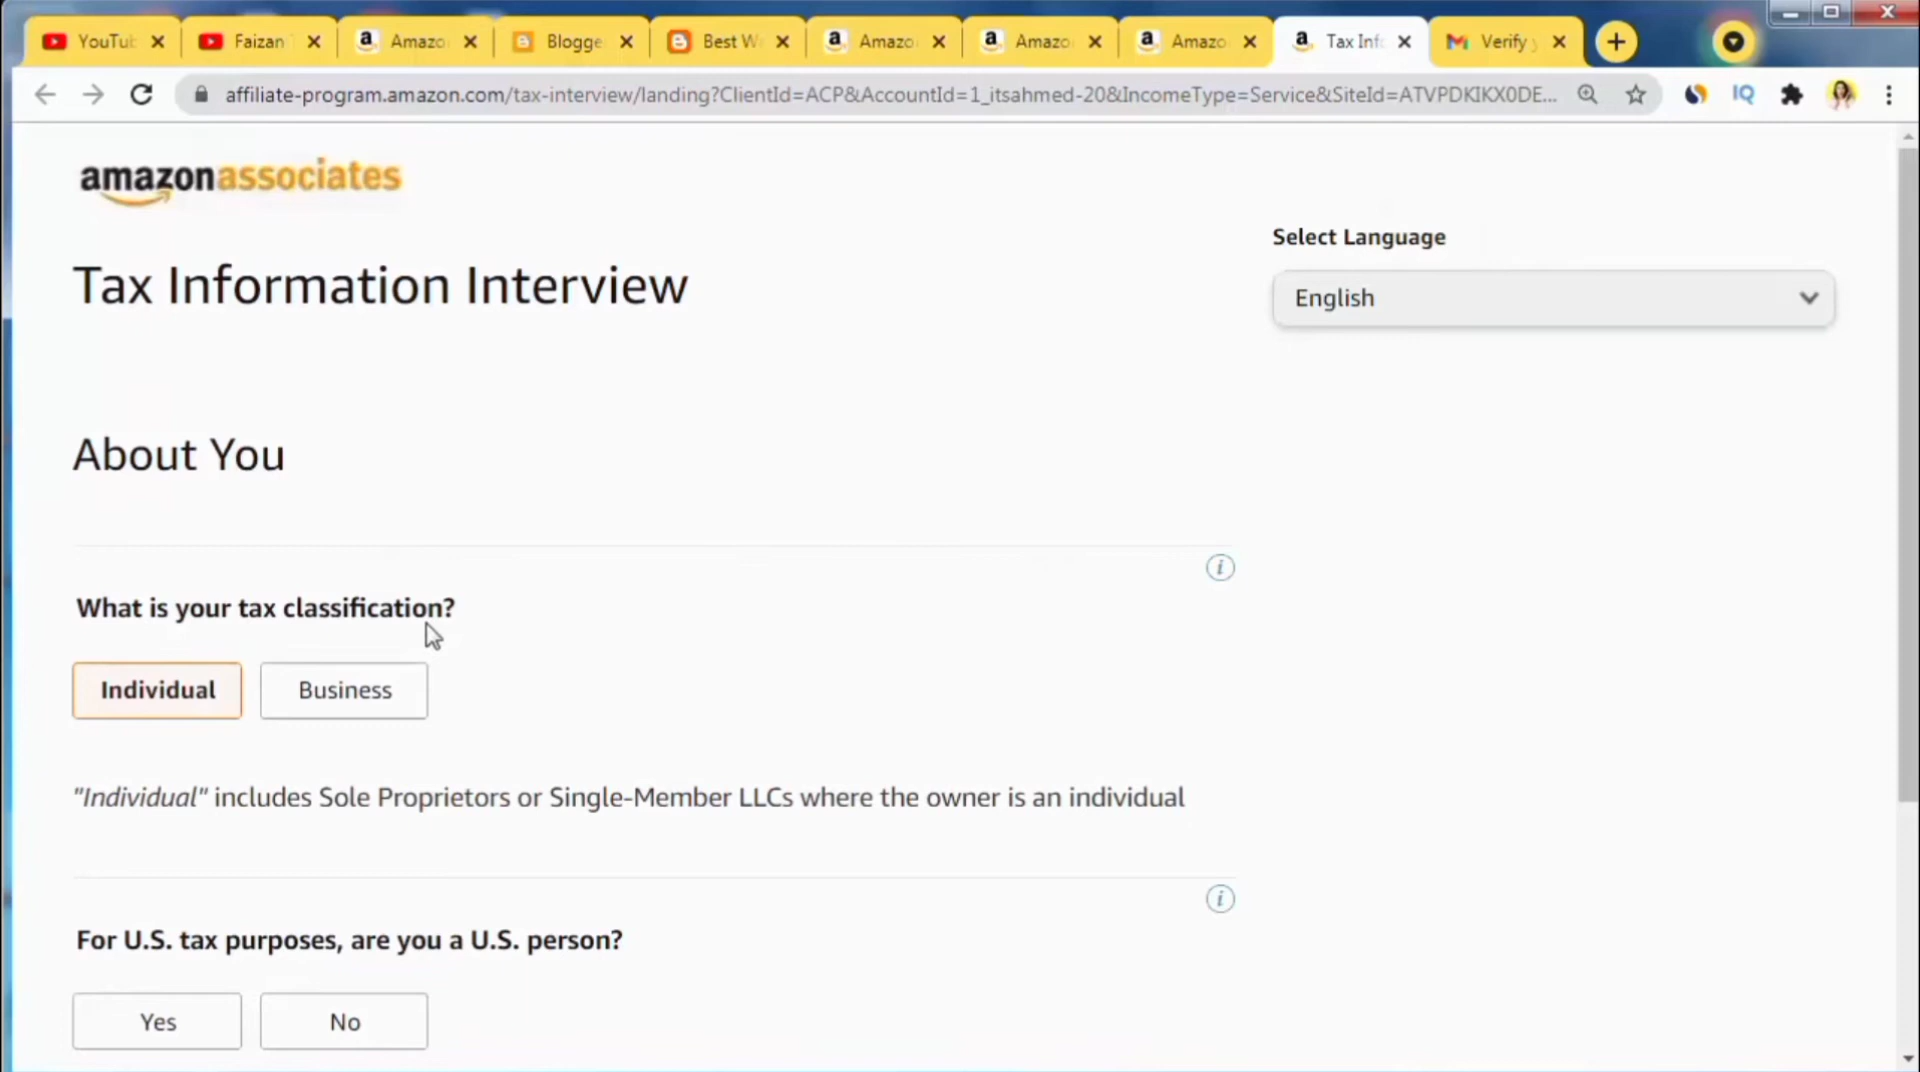 YouTub
Faizan
Amazo
Blogge
Best W
Amazo
Amazo
Amazo
Tax Inf
Verify y
affiliate-program.amazon.com/tax-interview/landing?ClientId=ACP&AccountId=1_itsahmed-20&IncomeType=Service&SiteId=ATVPDKIKX0DE...
IQ
amazonassociates
Select Language
Tax Information Interview
English
About You
What is your tax classification?
Individual
Business
"Individual" includes Sole Proprietors or Single-Member LLCs where the owner is an individual
For U.S. tax purposes, are you a U.S. person?
Yes
No